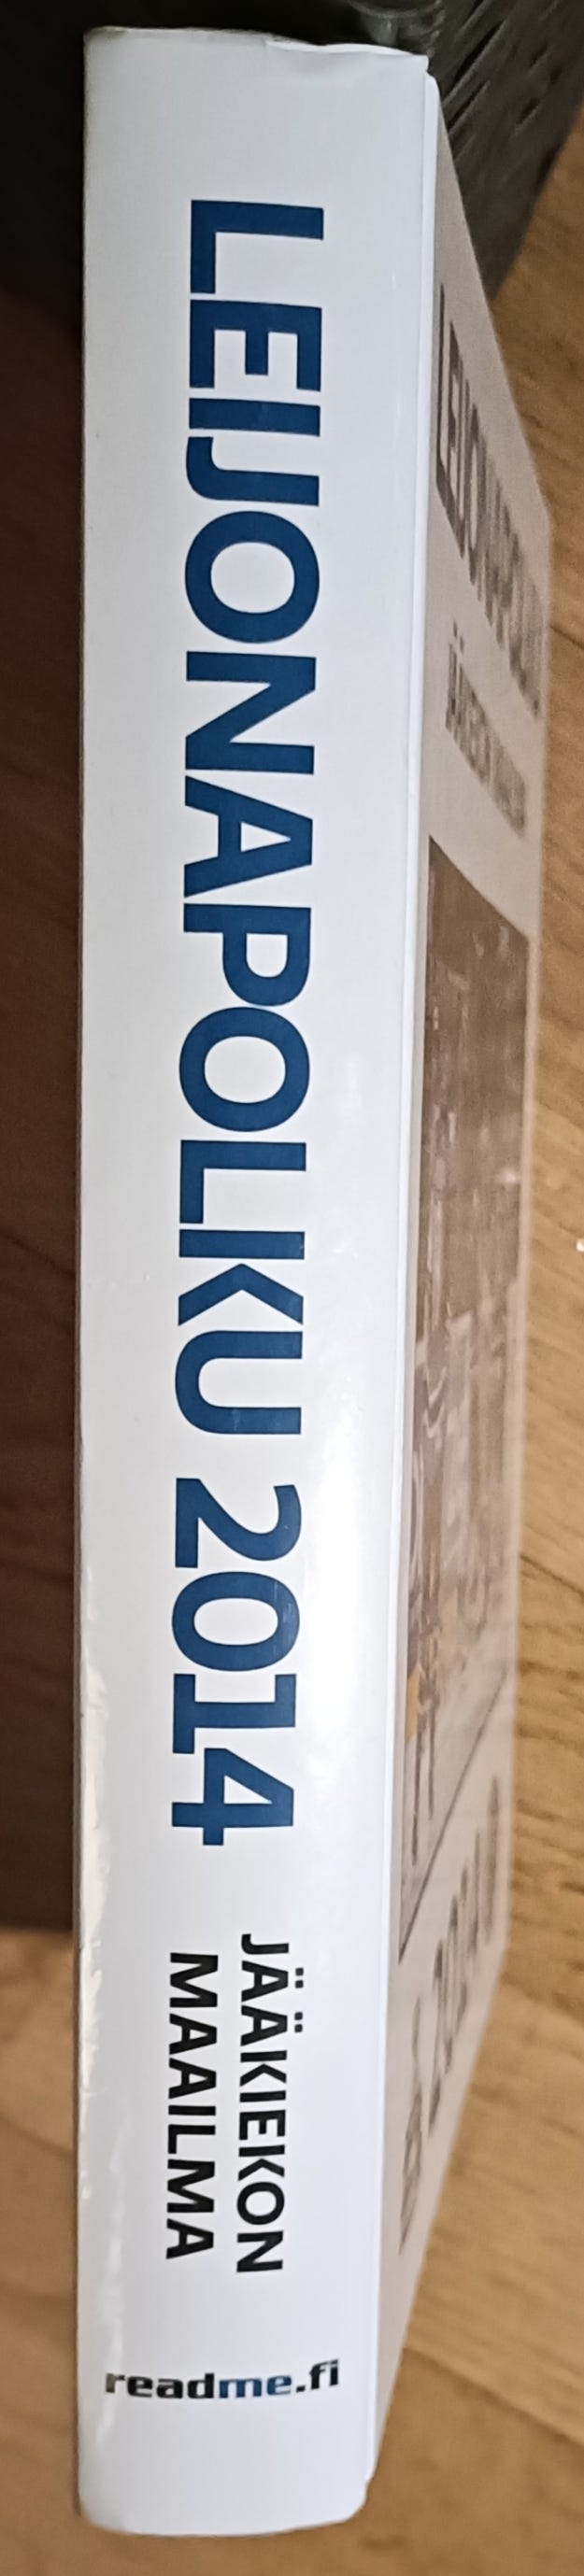 LEIJONAPOLKU 2014
JÄÄKIEKON
MAAILMA
readme.fi